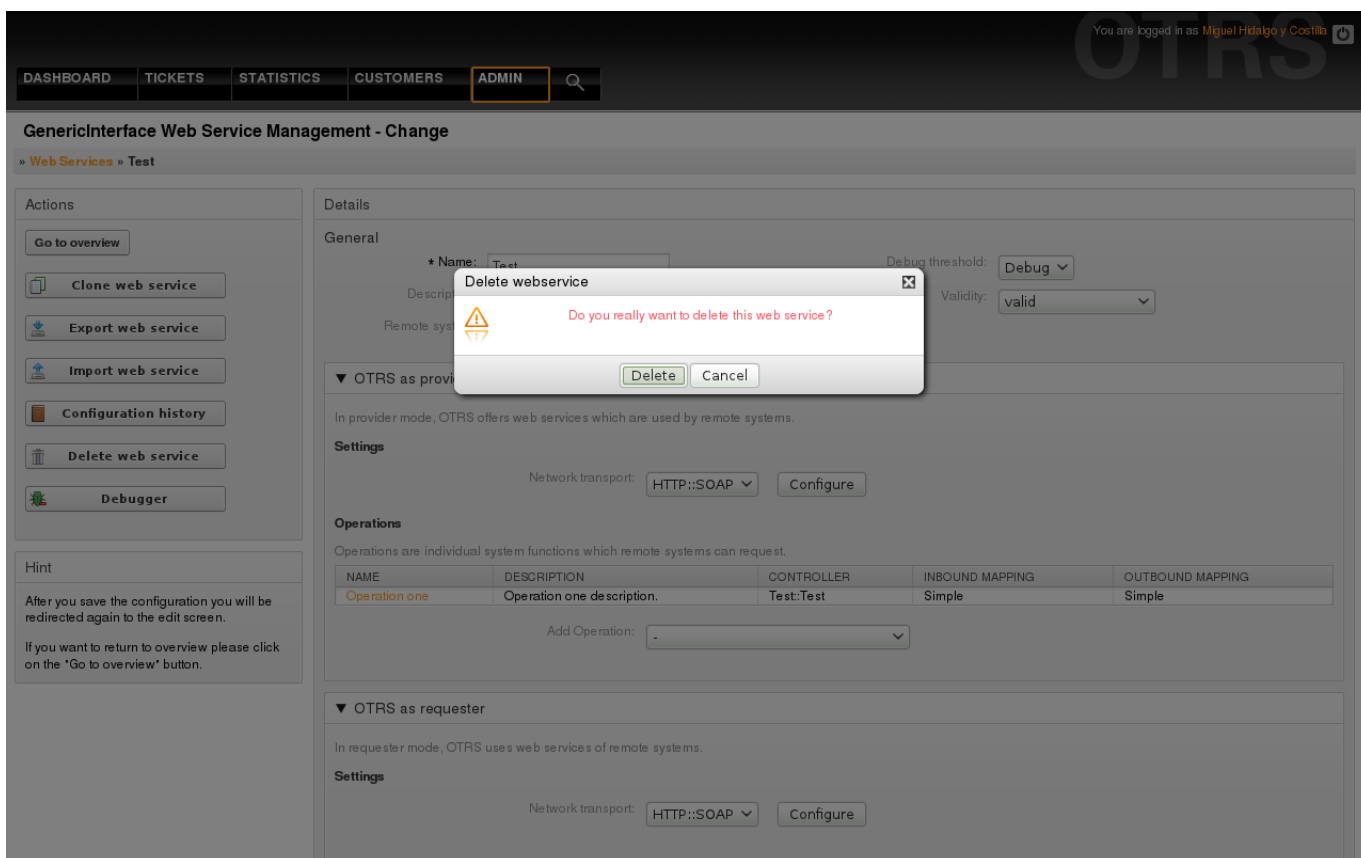 OTRS
You are logged in as Miguel Hidalgo y Costilla
DASHBOARD TICKETS STATISTICS CUSTOMERS ADMIN
GenericInterface Web Service Management - Change
» Web Services » Test
Actions
Go to overview
Clone web service
Export web service
Import web service
Configuration history
Delete web service
Debugger
Hint
After you save the configuration you will be
redirected again to the edit screen.
If you want to return to overview please click
on the "Go to overview" button.
Details
General
* Name: Test
Debug threshold: Debug
Descrip
Validity: valid
Remote syst
Delete webservice
Do you really want to delete this web service?
Delete Cancel
▼ OTRS as provi
In provider mode, OTRS offers web services which are used by remote systems.
Settings
Network transport: HTTP::SOAP Configure
Operations
Operations are individual system functions which remote systems can request.
NAME DESCRIPTION CONTROLLER INBOUND MAPPING OUTBOUND MAPPING
Operation one Operation one description. Test::Test Simple Simple
Add Operation: -
▼ OTRS as requester
In requester mode, OTRS uses web services of remote systems.
Settings
Network transport: HTTP::SOAP Configure